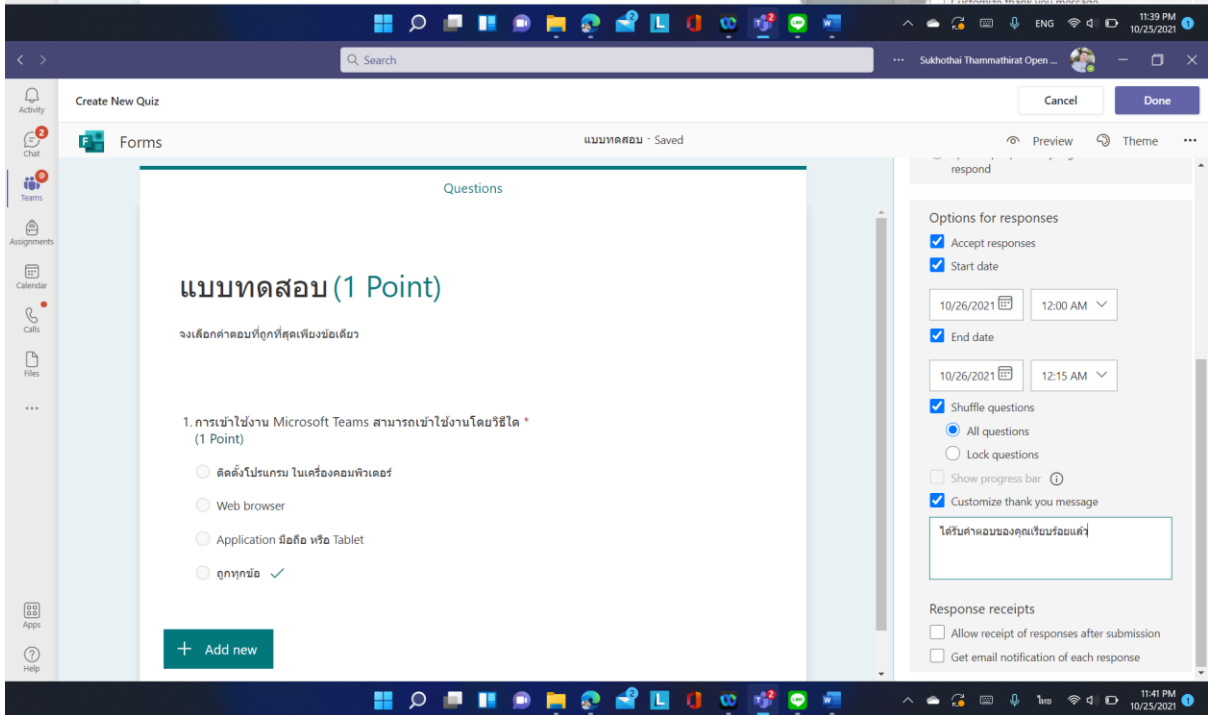 ENG
11:39 PM
10/25/2021
1
Search
Sukhothai Thammathirat Open ...
Activity
Create New Quiz
Cancel
Done
2
Chat
Forms
แบบทดสอบ - Saved
Preview
Theme
respond
Teams
Questions
Assignments
Options for responses
Accept responses
Start date
Calendar
แบบทดสอบ (1 Point)
10/26/2021
12:00 AM
Calls
จงเลือกคำตอบที่ถูกที่สุดเพียงข้อเดียว
End date
Files
10/26/2021
12:15 AM
Shuffle questions
1. การเข้าใช้งาน Microsoft Teams สามารถเข้าใช้งานโดยวิธีใด *
(1 Point)
All questions
Lock questions
ติดตั้งโปรแกรม ในเครื่องคอมพิวเตอร์
Show progress bar
Web browser
Customize thank you message
Application มือถือ หรือ Tablet
ได้รับคำตอบของคุณเรียบร้อยแล้ว
ถูกทุกข้อ
Response receipts
Apps
Allow receipt of responses after submission
+ Add new
Get email notification of each response
Help
ไทย
11:41 PM
10/25/2021
1